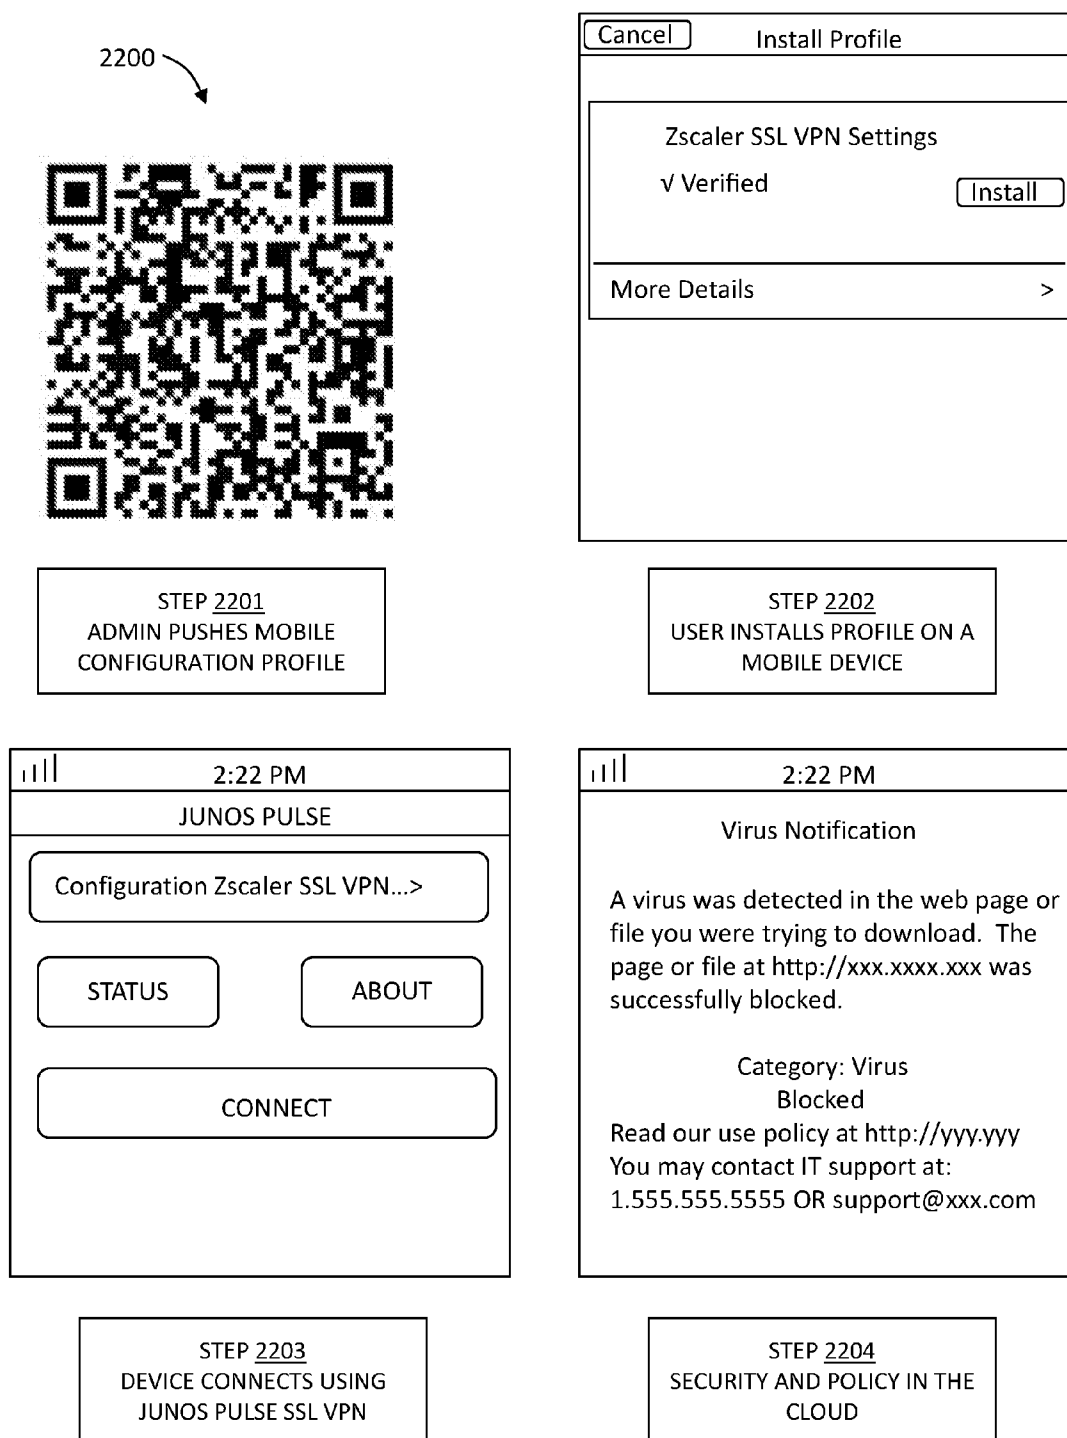 2200
Cancel Install Profile
Zscaler SSL VPN Settings
√ Verified
Install
More Details >
STEP 2201
ADMIN PUSHES MOBILE
CONFIGURATION PROFILE
STEP 2202
USER INSTALLS PROFILE ON A
MOBILE DEVICE
2:22 PM
JUNOS PULSE
Configuration Zscaler SSL VPN...>
STATUS ABOUT
CONNECT
2:22 PM
Virus Notification
A virus was detected in the web page or
file you were trying to download. The
page or file at http://xxx.xxxx.xxx was
successfully blocked.
Category: Virus
Blocked
Read our use policy at http://yyy.yyy
You may contact IT support at:
1.555.555.5555 OR support@xxx.com
STEP 2203
DEVICE CONNECTS USING
JUNOS PULSE SSL VPN
STEP 2204
SECURITY AND POLICY IN THE
CLOUD